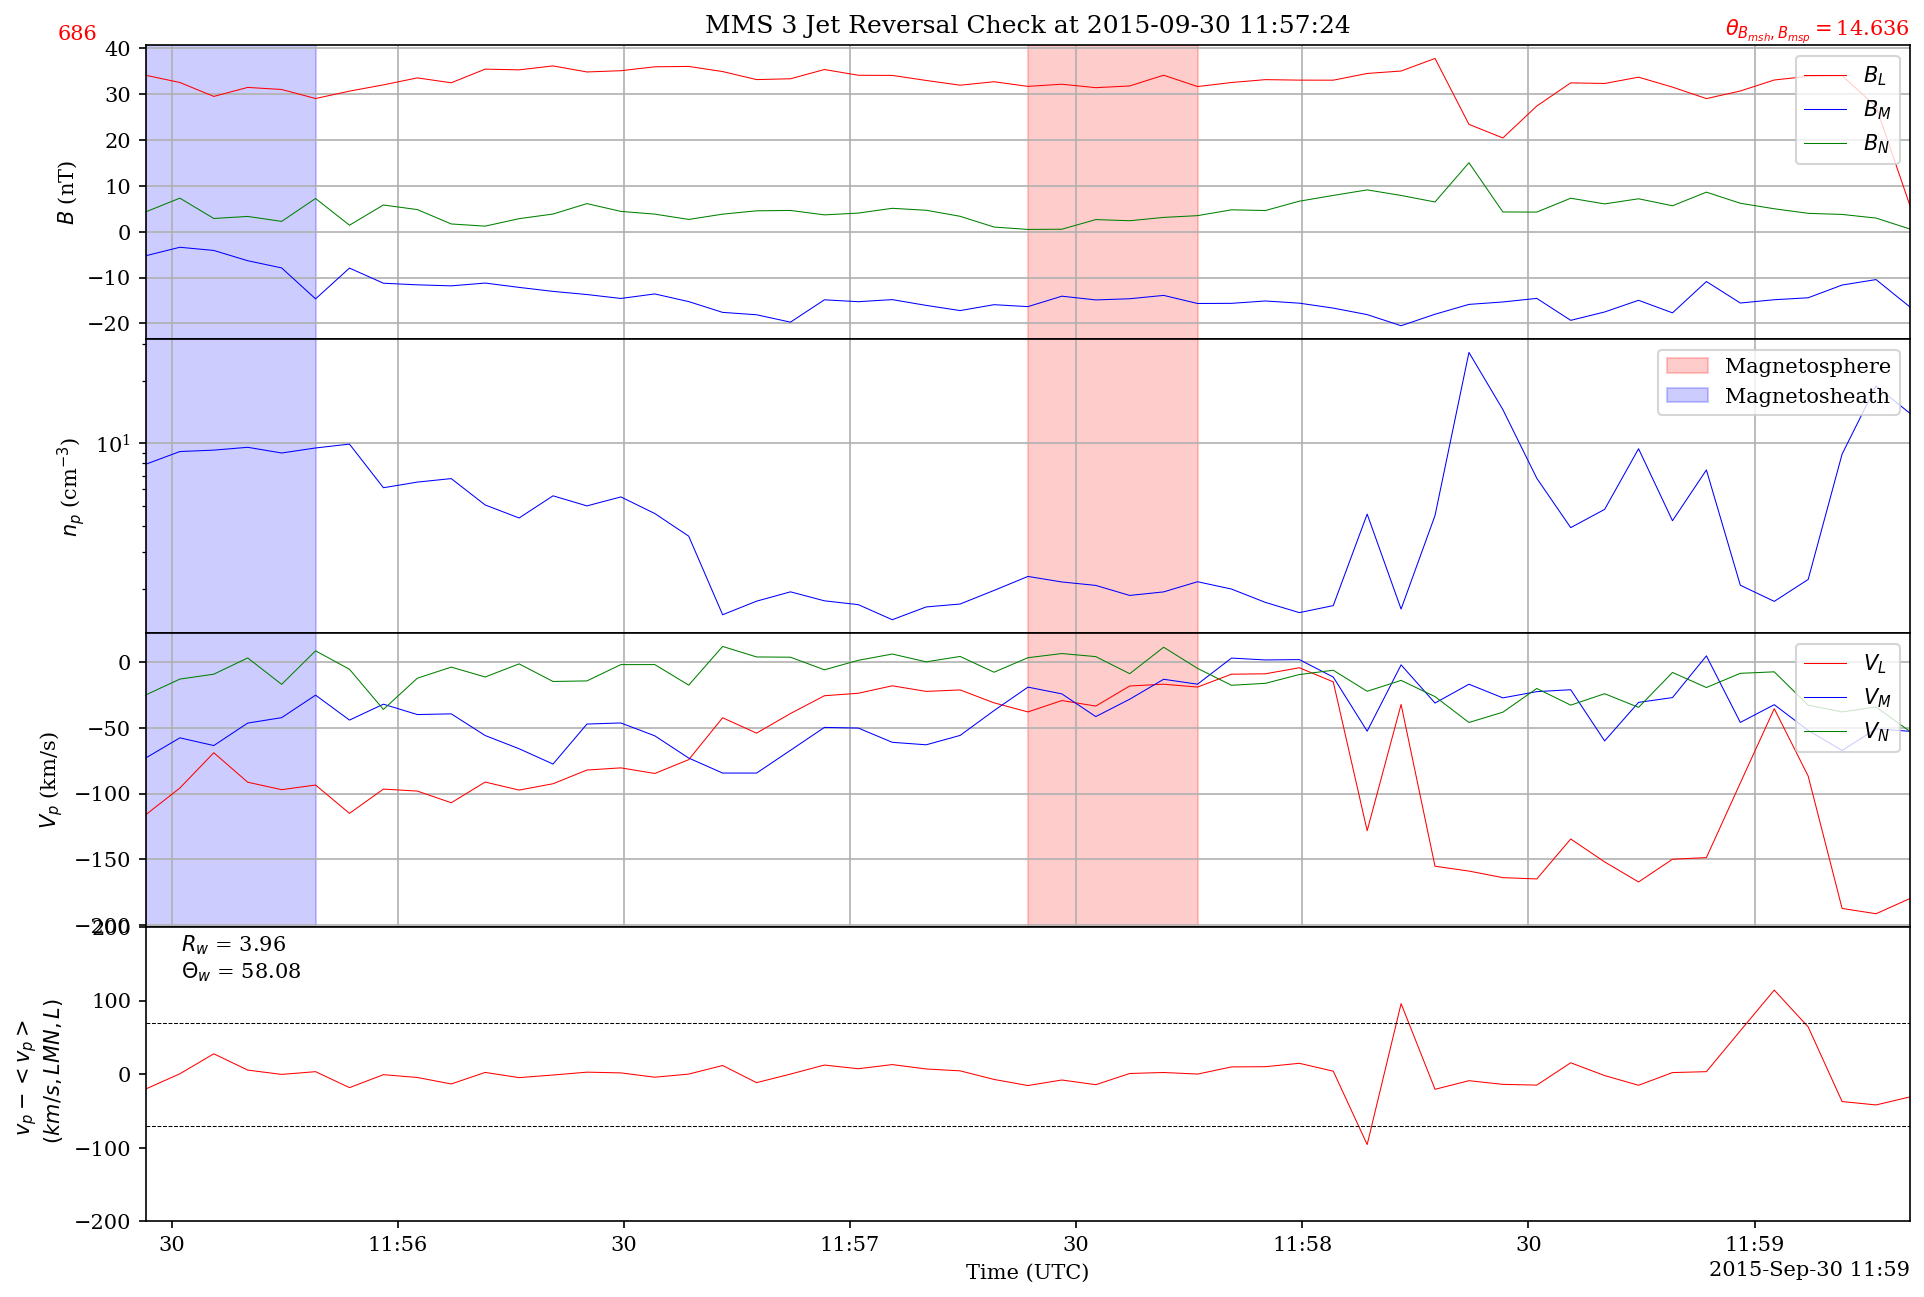 MMS 3 Jet Reversal Check at 2015-09-30 11:57:24
686
θ_{B_{msh}, B_{msp}} = 14.636
40
30
20
10
0
−10
−20
B (nT)
B_L
B_M
B_N
10^1
n_p (cm^{−3})
Magnetosphere
Magnetosheath
0
−50
−100
−150
−200
V_p (km/s)
V_L
V_M
V_N
200
100
0
−100
−200
v_p − < v_p >
(km/s, LMN, L)
R_w = 3.96
Θ_w = 58.08
30 11:56 30 11:57 30 11:58 30 11:59
Time (UTC)
2015-Sep-30 11:59